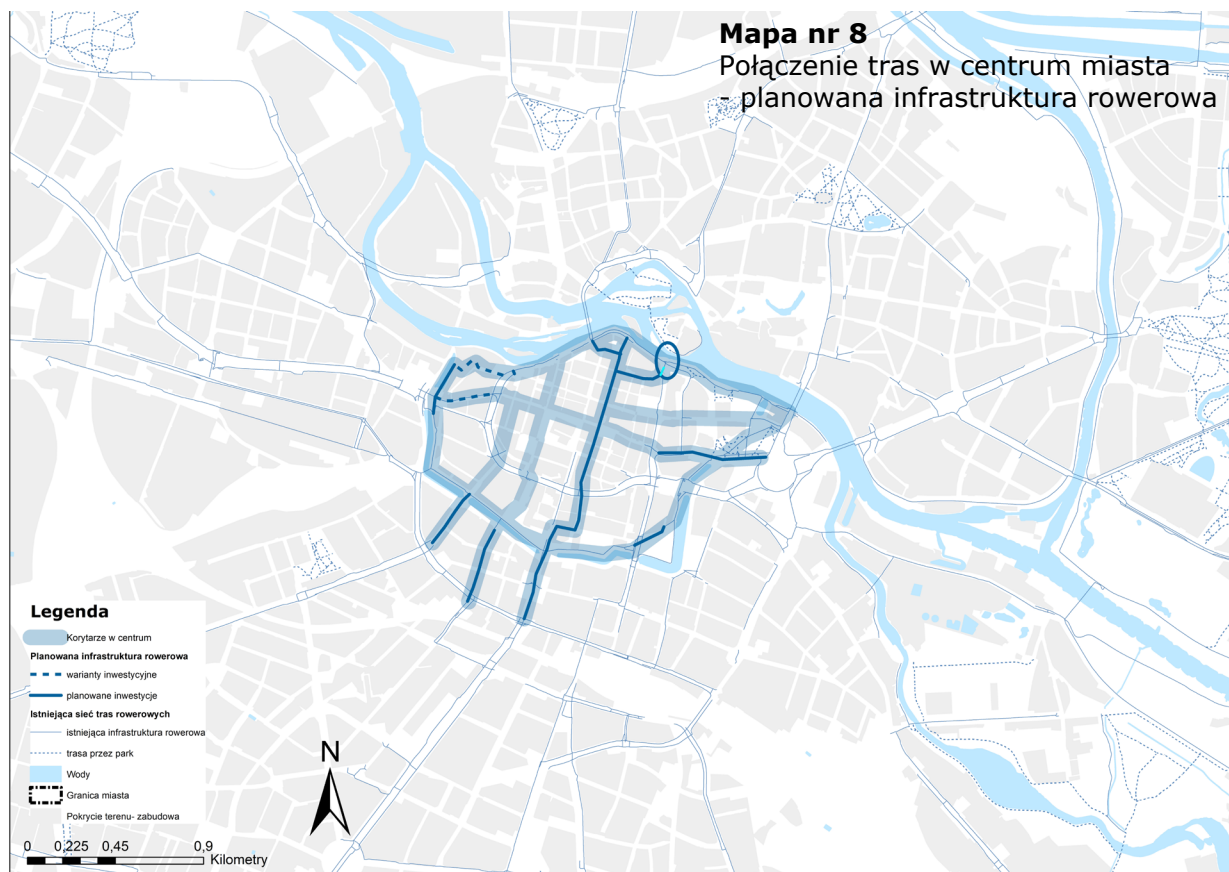 Mapa nr 8
Połączenie tras w centrum miasta
- planowana infrastruktura rowerowa
Legenda
Korytarze w centrum
Planowana infrastruktura rowerowa
warianty inwestycyjne
planowane inwestycje
Istniejąca sieć tras rowerowych
istniejąca infrastruktura rowerowa
trasa przez park
Wody
Granica miasta
Pokrycie terenu- zabudowa
N
0 0,225 0,45 0,9
Kilometry